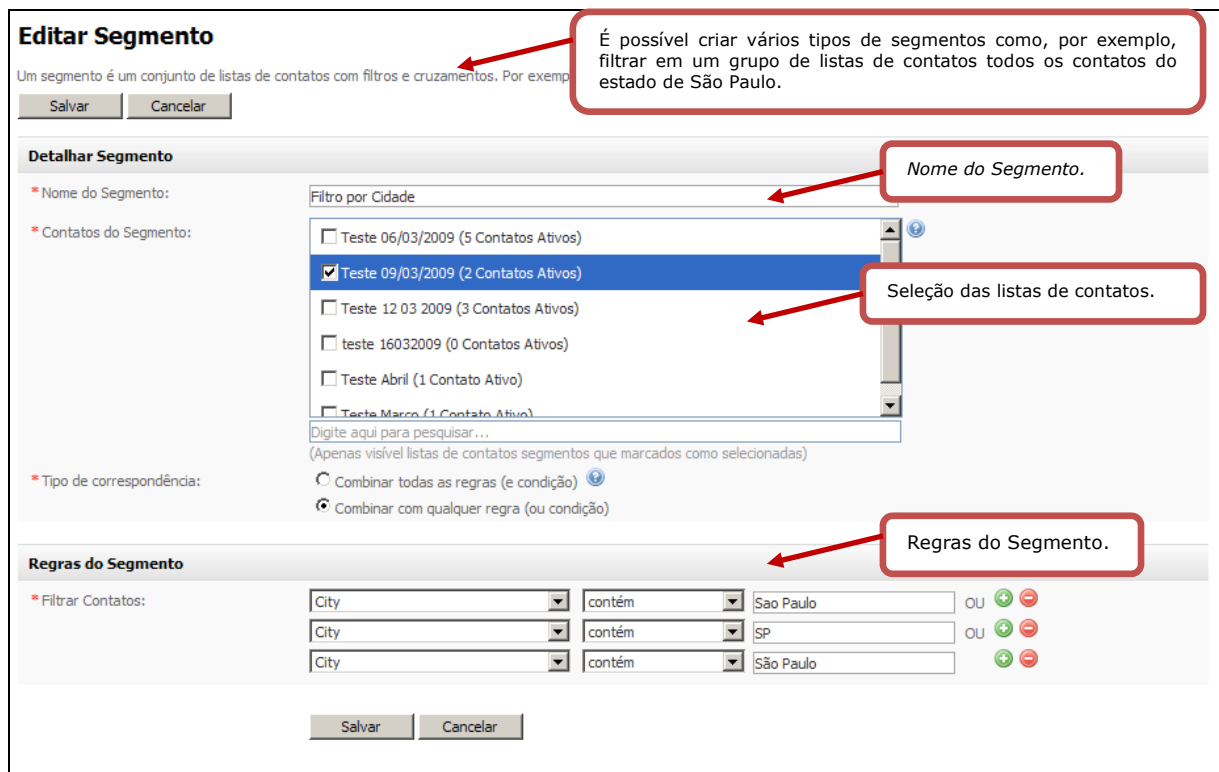 Editar Segmento
É possível criar vários tipos de segmentos como, por exemplo,
filtrar em um grupo de listas de contatos todos os contatos do
estado de São Paulo.
Um segmento é um conjunto de listas de contatos com filtros e cruzamentos. Por exemp
Salvar Cancelar
Detalhar Segmento
Nome do Segmento.
* Nome do Segmento: Filtro por Cidade
* Contatos do Segmento:
Teste 06/03/2009 (5 Contatos Ativos)
Teste 09/03/2009 (2 Contatos Ativos)
Seleção das listas de contatos.
Teste 12 03 2009 (3 Contatos Ativos)
teste 16032009 (0 Contatos Ativos)
Teste Abril (1 Contato Ativo)
Teste Marco (1 Contato Ativo)
Digite aqui para pesquisar...
(Apenas visível listas de contatos segmentos que marcados como selecionadas)
* Tipo de correspondência: Combinar todas as regras (e condição)
Combinar com qualquer regra (ou condição)
Regras do Segmento.
Regras do Segmento
* Filtrar Contatos: City contém Sao Paulo OU
City contém SP OU
City contém São Paulo
Salvar Cancelar